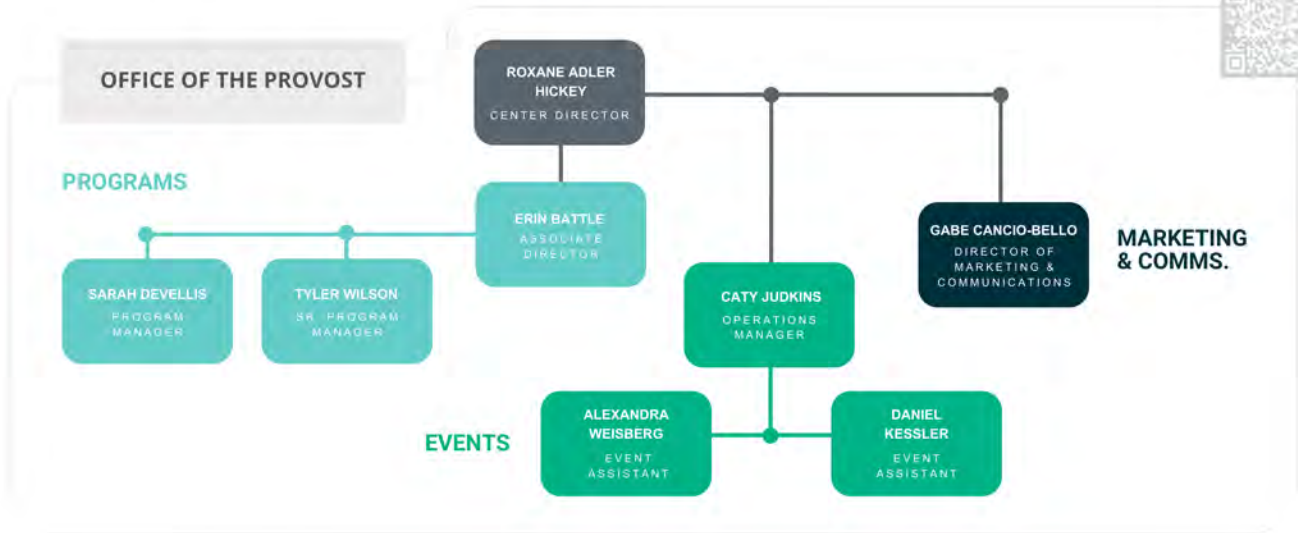 OFFICE OF THE PROVOST
ROXANE ADLER
HICKEY
CENTER DIRECTOR
PROGRAMS
ERIN BATTLE
ASSOCIATE
DIRECTOR
SARAH DEVELLIS
PROGRAM
MANAGER
TYLER WILSON
SR. PROGRAM
MANAGER
GABE CANCIO-BELLO
DIRECTOR OF
MARKETING &
COMMUNICATIONS
MARKETING
& COMMS.
CATY JUDKINS
OPERATIONS
MANAGER
EVENTS
ALEXANDRA
WEISBERG
EVENT
ASSISTANT
DANIEL
KESSLER
EVENT
ASSISTANT